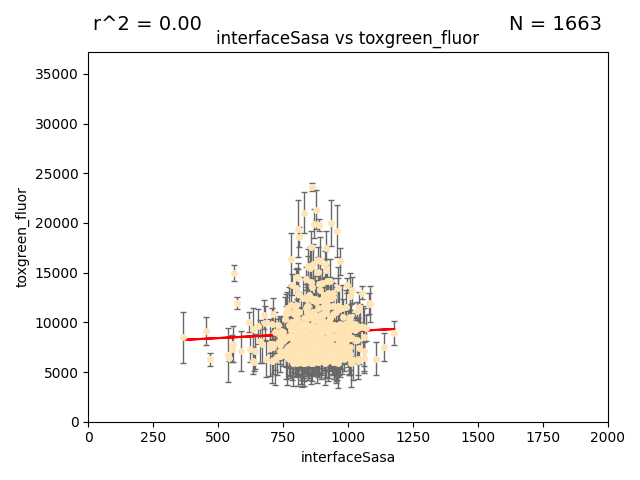 r^2 = 0.00
N = 1663
interfaceSasa vs toxgreen_fluor
toxgreen_fluor
35000
30000
25000
20000
15000
10000
5000
0
0 250 500 750 1000 1250 1500 1750 2000
interfaceSasa